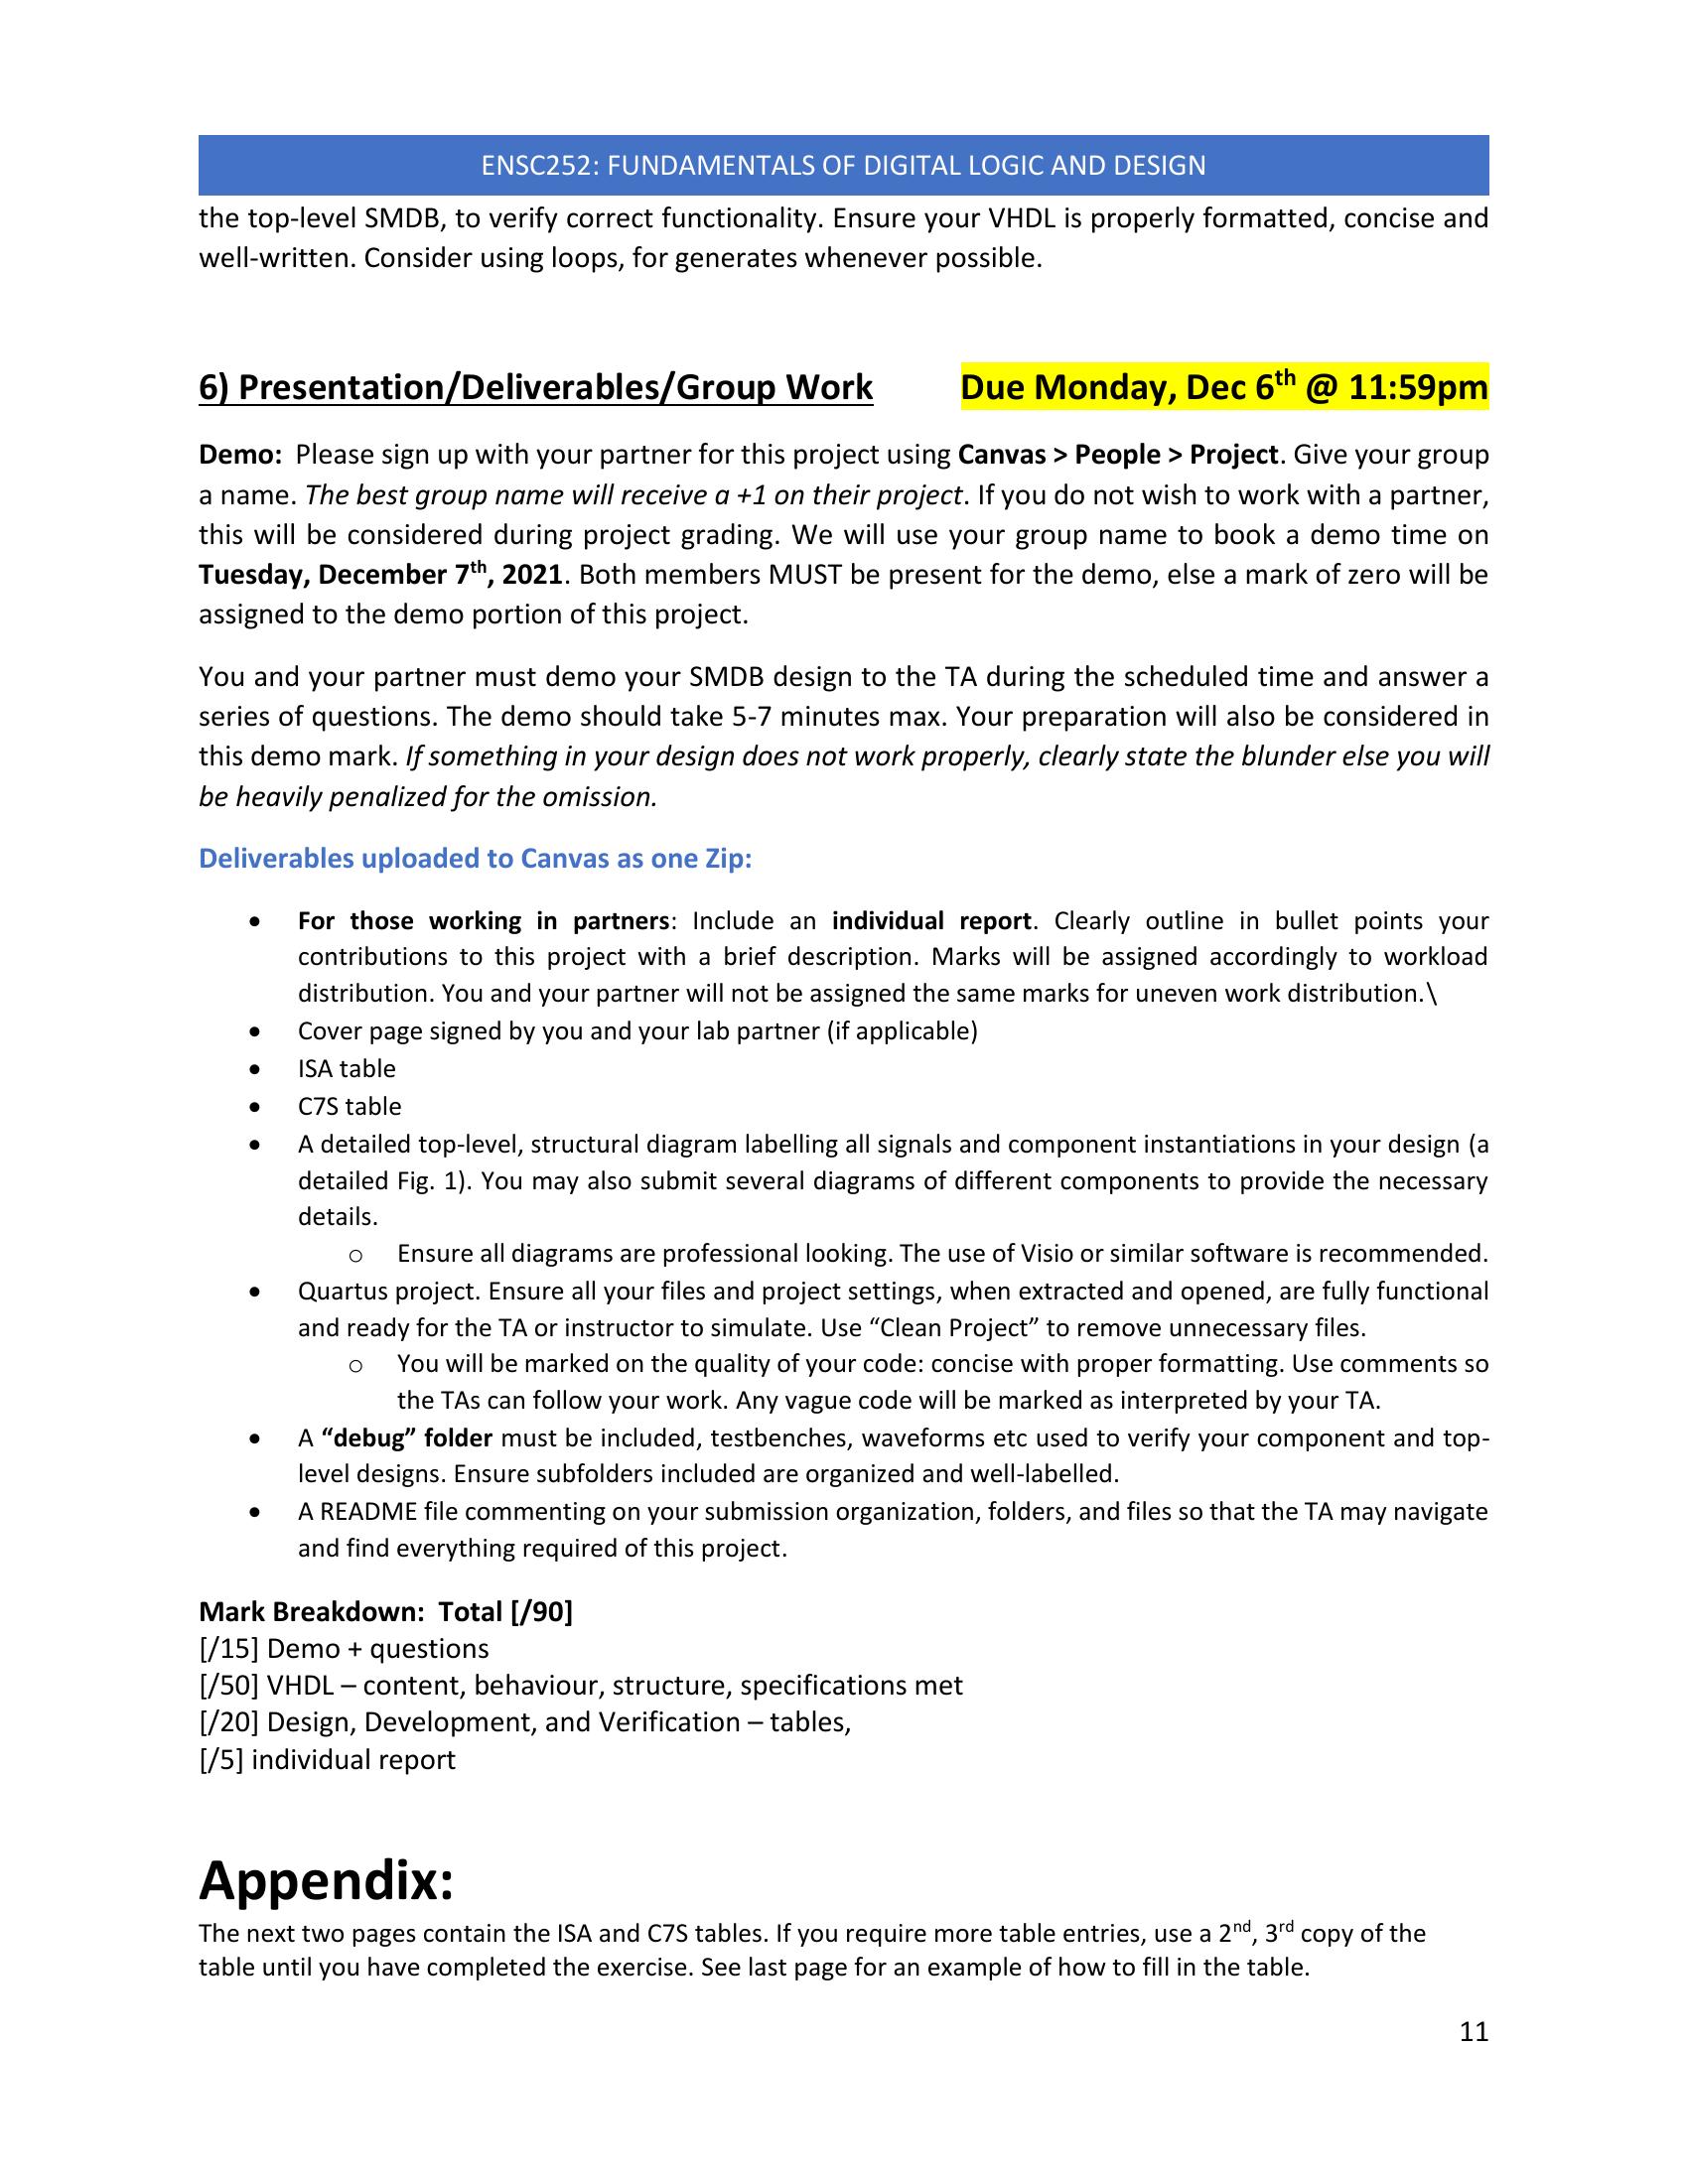 ENSC252: FUNDAMENTALS OF DIGITAL LOGIC AND DESIGN
the top-level SMDB, to verify correct functionality. Ensure your VHDL is properly formatted, concise and
well-written. Consider using loops, for generates whenever possible.
6) Presentation/Deliverables/Group Work Due Monday, Dec 6th @ 11:59pm
Demo: Please sign up with your partner for this project using Canvas > People > Project. Give your group
a name. The best group name will receive a +1 on their project. If you do not wish to work with a partner,
this will be considered during project grading. We will use your group name to book a demo time on
Tuesday, December 7th, 2021. Both members MUST be present for the demo, else a mark of zero will be
assigned to the demo portion of this project.
You and your partner must demo your SMDB design to the TA during the scheduled time and answer a
series of questions. The demo should take 5-7 minutes max. Your preparation will also be considered in
this demo mark. If something in your design does not work properly, clearly state the blunder else you will
be heavily penalized for the omission.
Deliverables uploaded to Canvas as one Zip:
• For those working in partners: Include an individual report. Clearly outline in bullet points your
contributions to this project with a brief description. Marks will be assigned accordingly to workload
distribution. You and your partner will not be assigned the same marks for uneven work distribution.\
• Cover page signed by you and your lab partner (if applicable)
• ISA table
• C7S table
• A detailed top-level, structural diagram labelling all signals and component instantiations in your design (a
detailed Fig. 1). You may also submit several diagrams of different components to provide the necessary
details.
o Ensure all diagrams are professional looking. The use of Visio or similar software is recommended.
• Quartus project. Ensure all your files and project settings, when extracted and opened, are fully functional
and ready for the TA or instructor to simulate. Use “Clean Project” to remove unnecessary files.
o You will be marked on the quality of your code: concise with proper formatting. Use comments so
the TAs can follow your work. Any vague code will be marked as interpreted by your TA.
• A “debug” folder must be included, testbenches, waveforms etc used to verify your component and top-
level designs. Ensure subfolders included are organized and well-labelled.
• A README file commenting on your submission organization, folders, and files so that the TA may navigate
and find everything required of this project.
Mark Breakdown: Total [/90]
[/15] Demo + questions
[/50] VHDL – content, behaviour, structure, specifications met
[/20] Design, Development, and Verification – tables,
[/5] individual report
Appendix:
The next two pages contain the ISA and C7S tables. If you require more table entries, use a 2nd, 3rd copy of the
table until you have completed the exercise. See last page for an example of how to fill in the table.
11